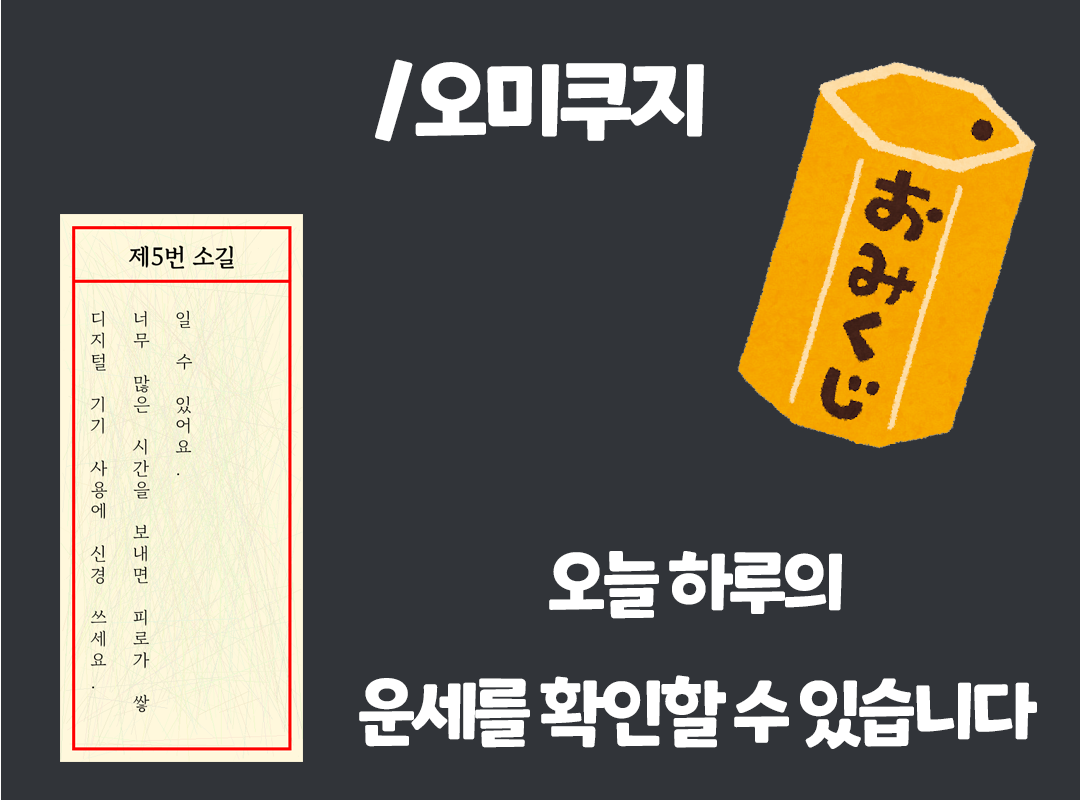 /오미쿠지
おみくじ
제5번 소길
디지털 기기 사용에 신경 쓰세요.
너무 많은 시간을 보내면 피로가 쌓
일 수 있어요.
오늘 하루의
운세를 확인할 수 있습니다